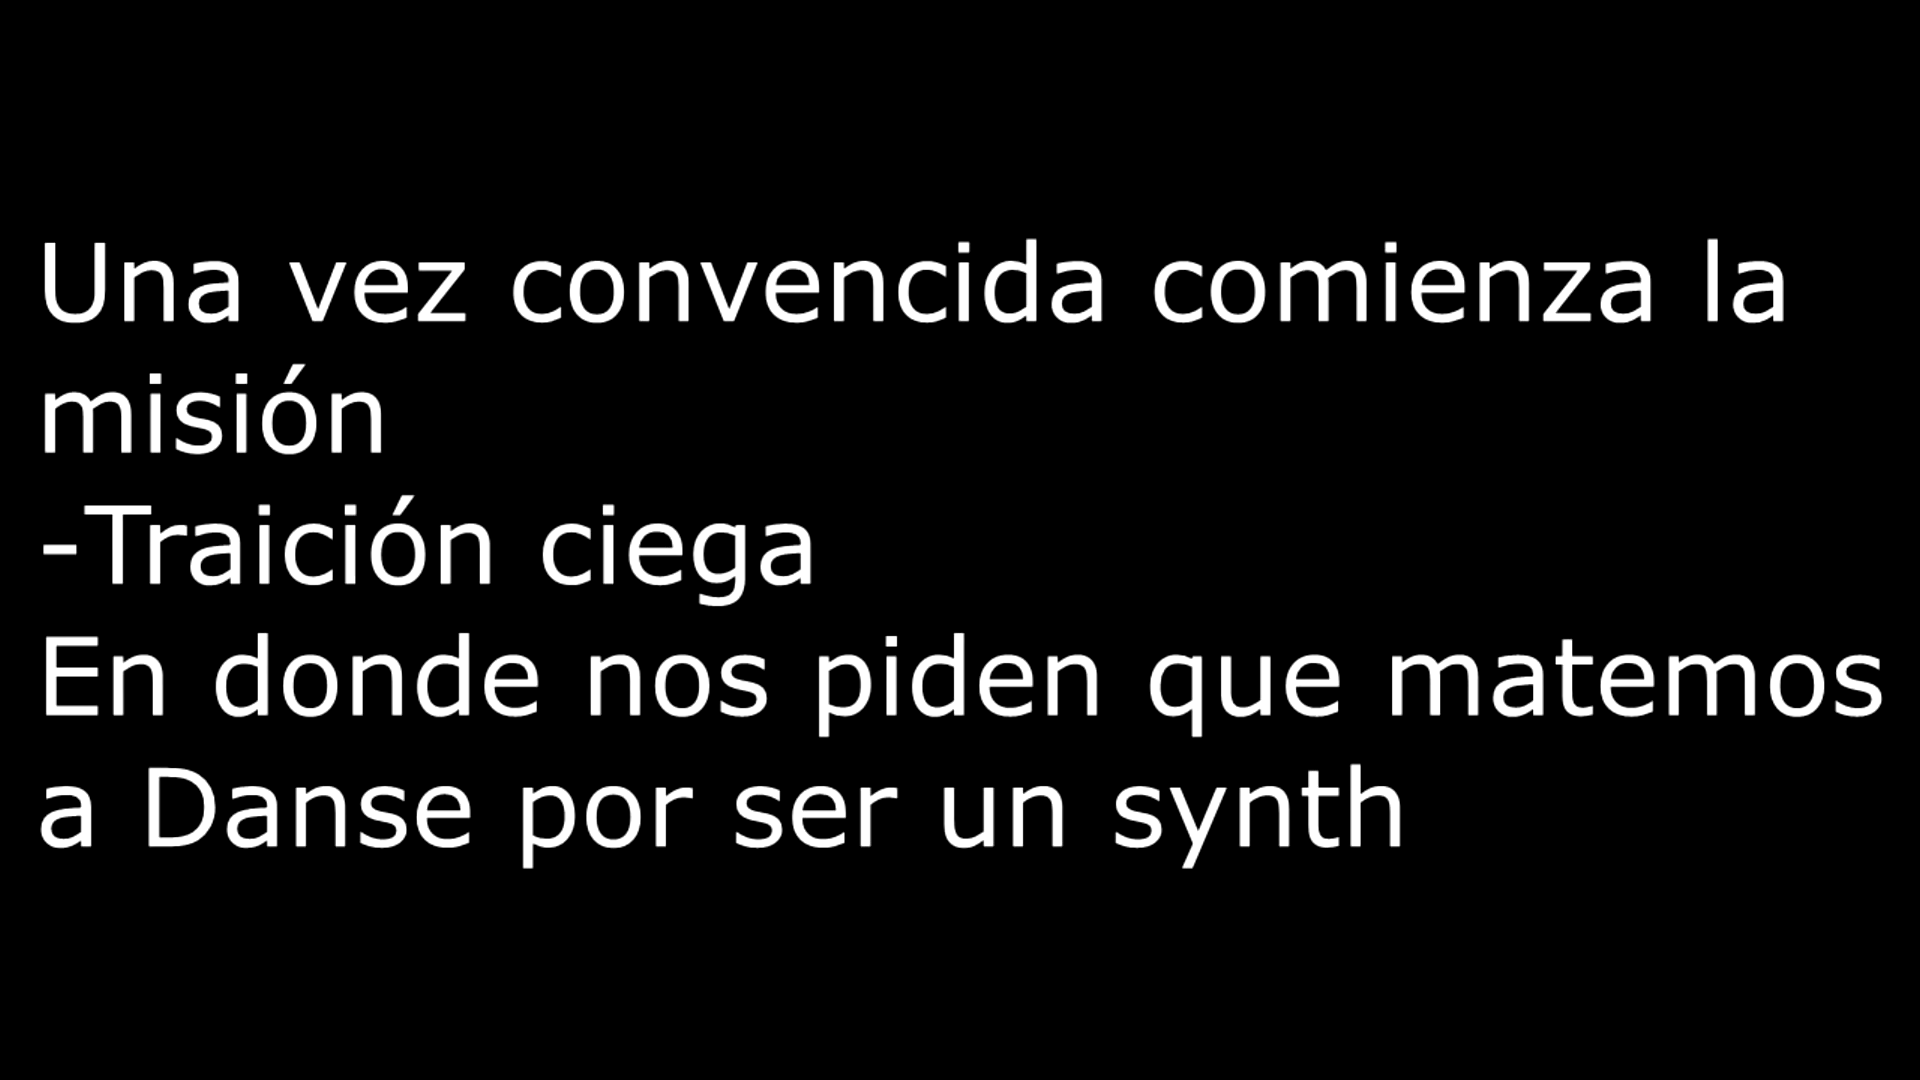 Una vez convencida comienza la
misión
-Traición ciega
En donde nos piden que matemos
a Danse por ser un synth